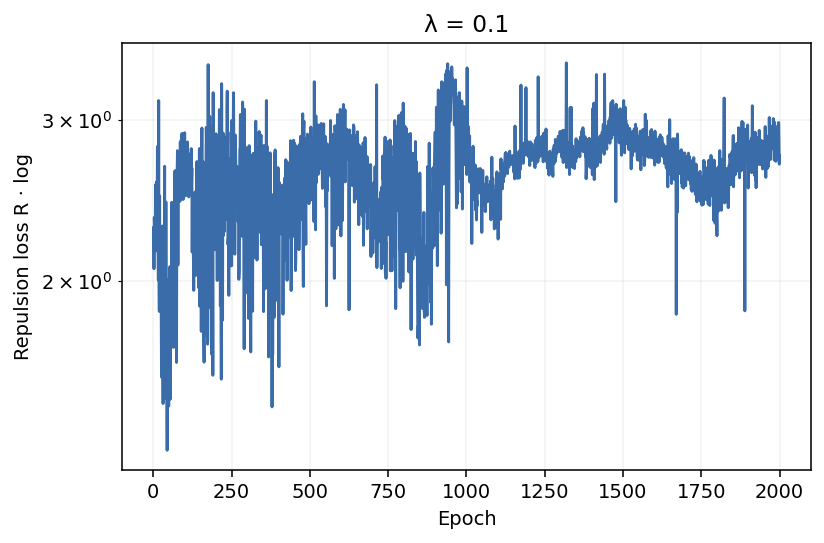 λ = 0.1
Repulsion loss R · log
3 × 10⁰
2 × 10⁰
0 250 500 750 1000 1250 1500 1750 2000
Epoch